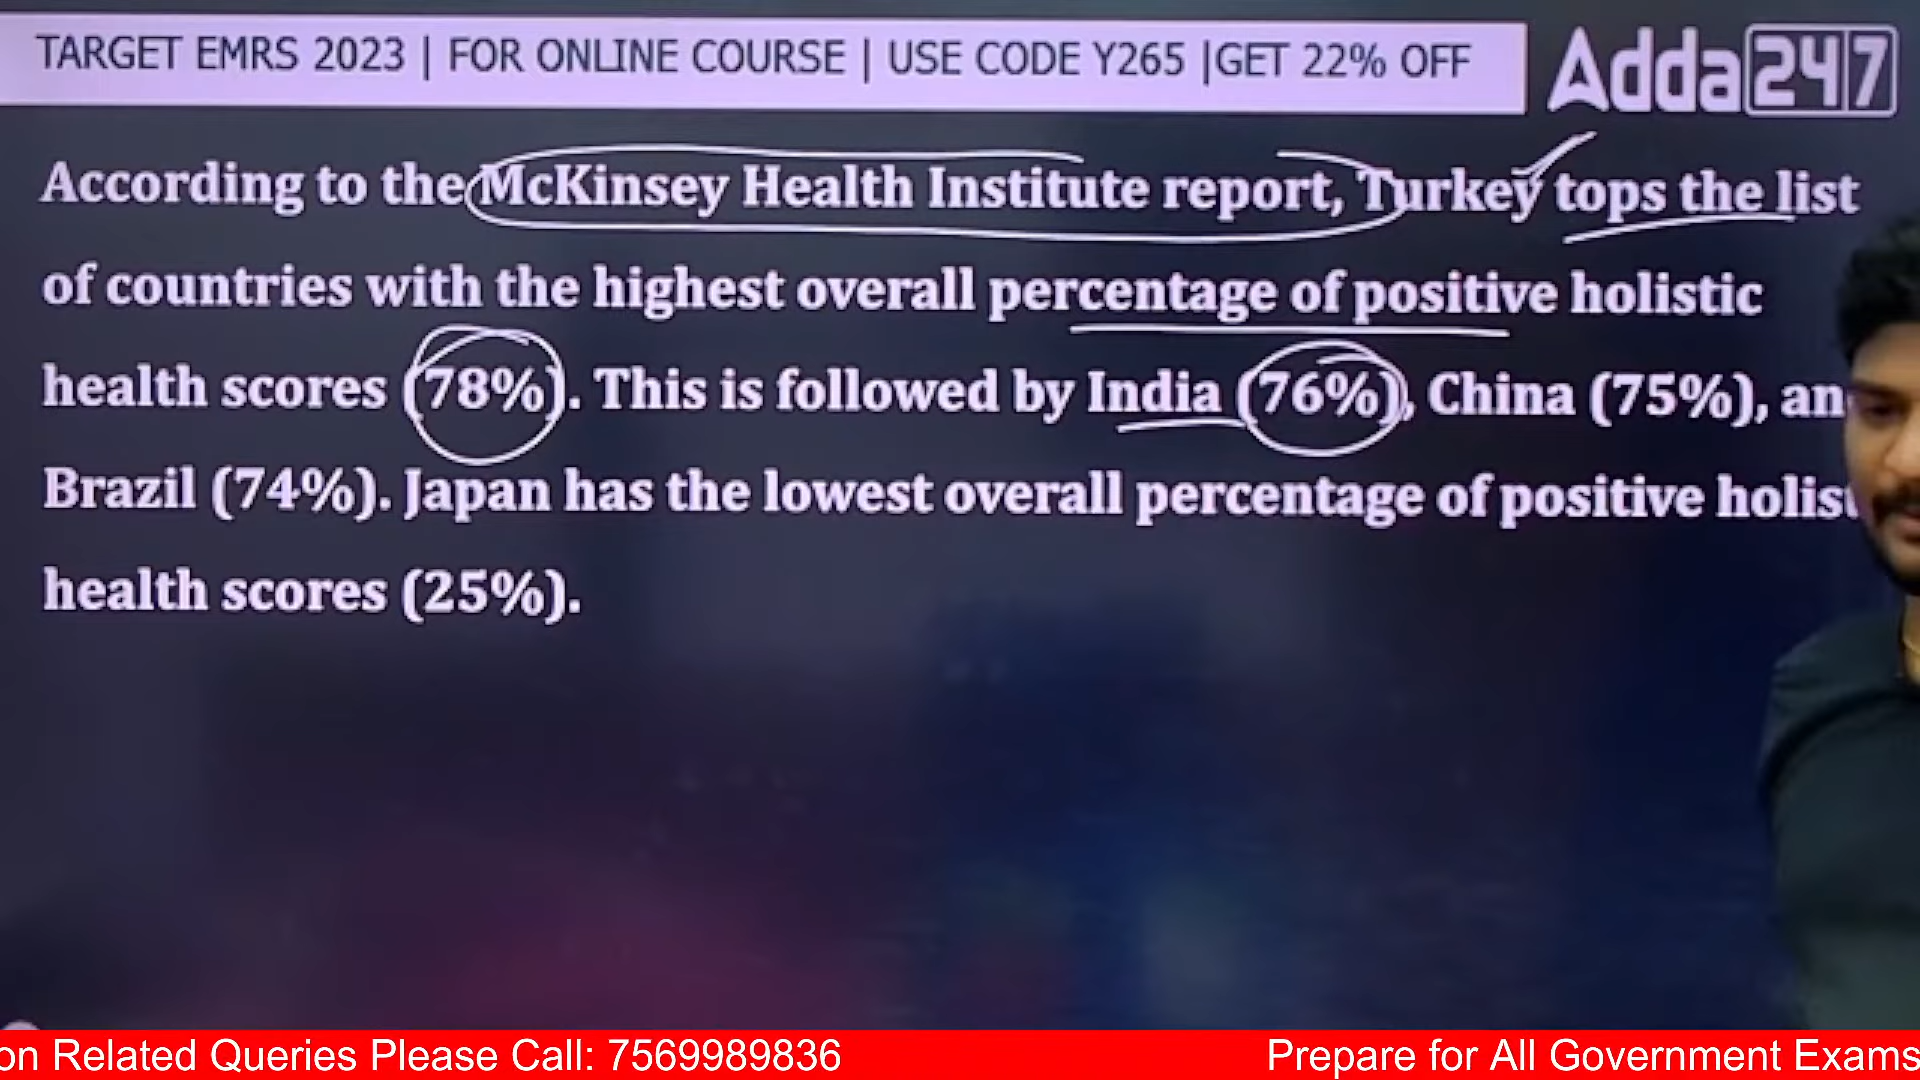 TARGET EMRS 2023 | FOR ONLINE COURSE | USE CODE Y265 |GET 22% OFF
Adda247
According to the McKinsey Health Institute report, Turkey tops the list
of countries with the highest overall percentage of positive holistic
health scores (78%). This is followed by India (76%), China (75%), an
Brazil (74%). Japan has the lowest overall percentage of positive holist
health scores (25%).
on Related Queries Please Call: 7569989836
Prepare for All Government Exams